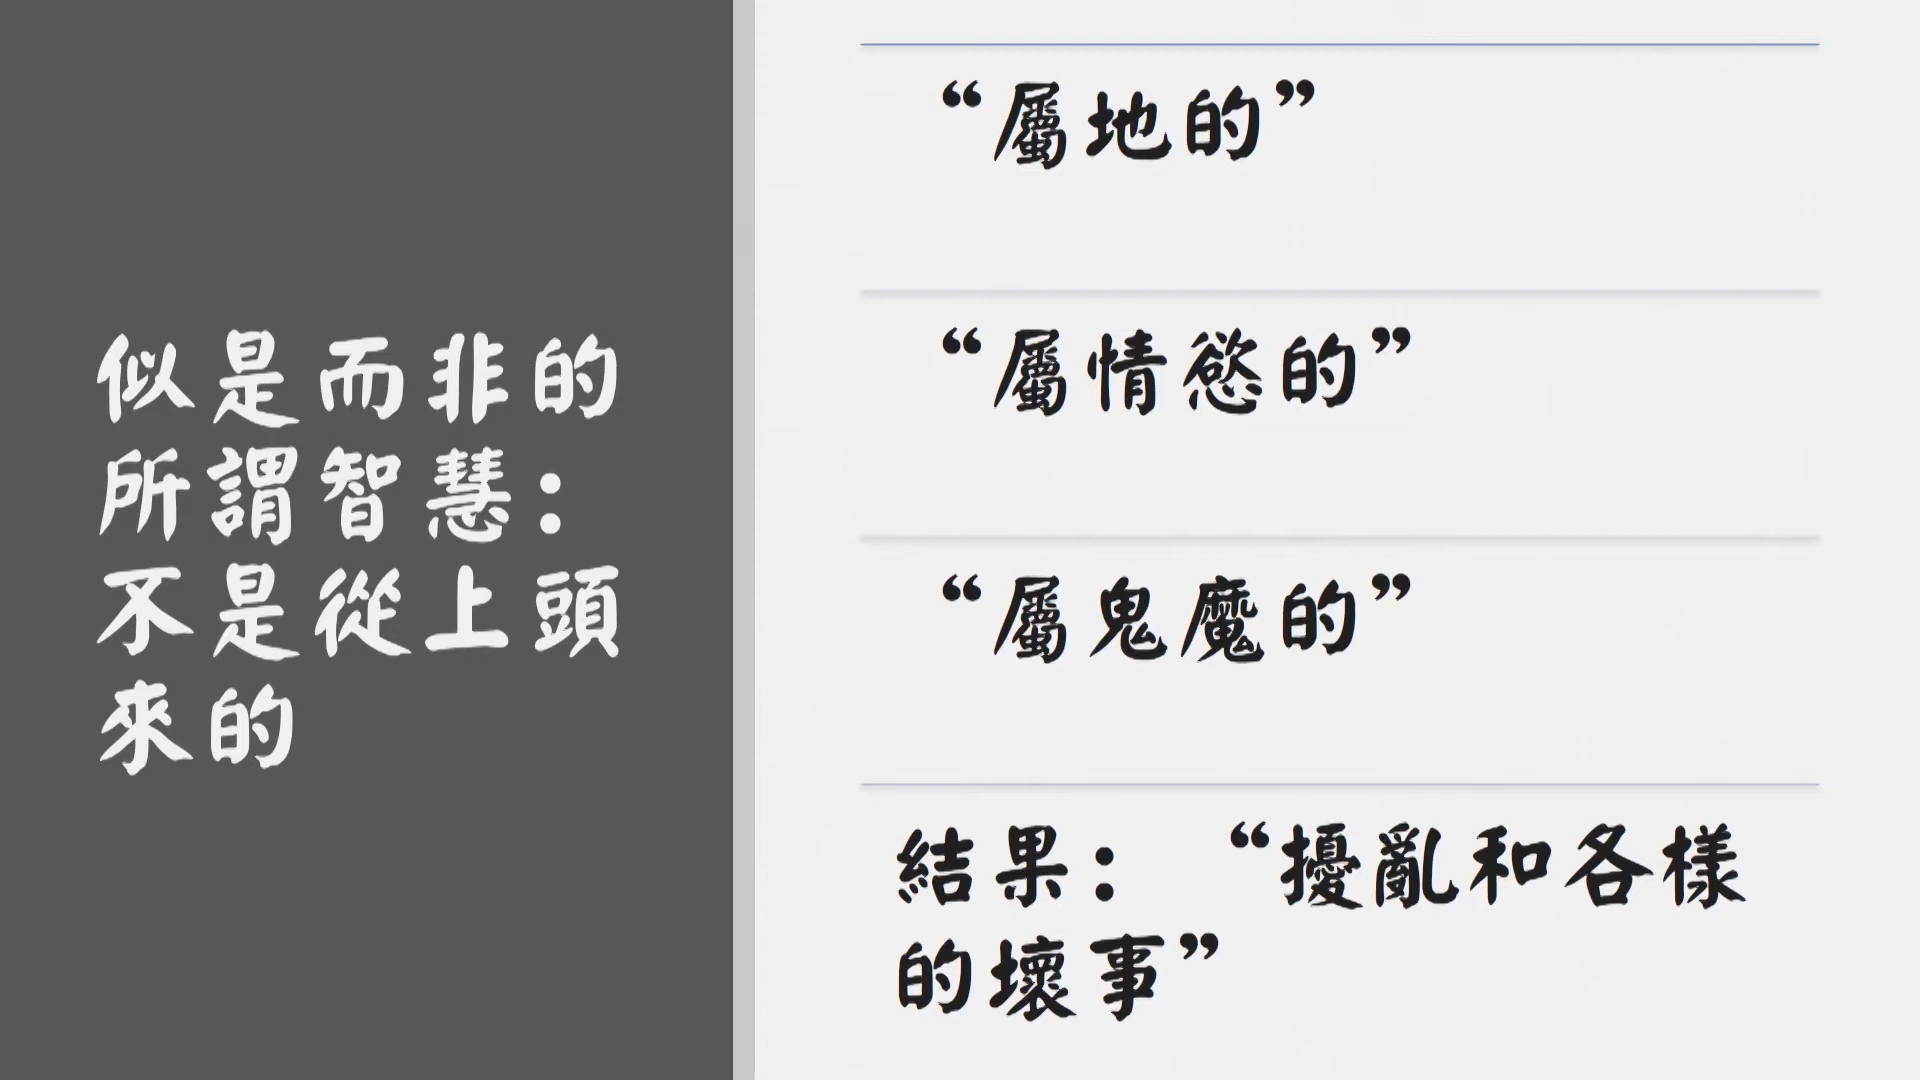 似是而非的
所謂智慧：
不是從上頭
來的
“屬地的”
“屬情慾的”
“屬鬼魔的”
結果：“擾亂和各樣
的壞事”